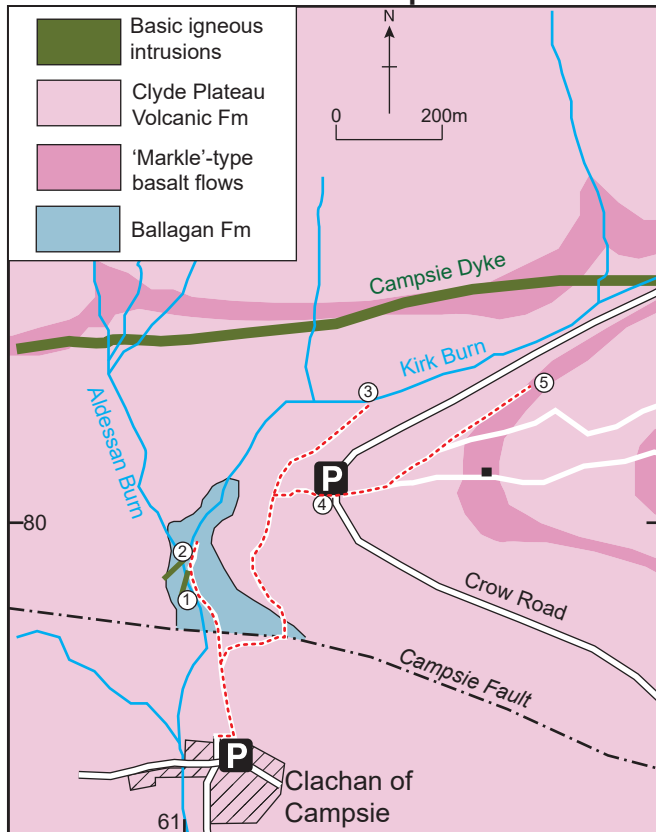 Basic igneous
intrusions
Clyde Plateau
Volcanic Fm
'Markle'-type
basalt flows
Ballagan Fm
N
0 200m
Campsie Dyke
Kirk Burn
Aldessan Burn
3
5
P
4
80
2
1
Crow Road
Campsie Fault
P
Clachan of
Campsie
61